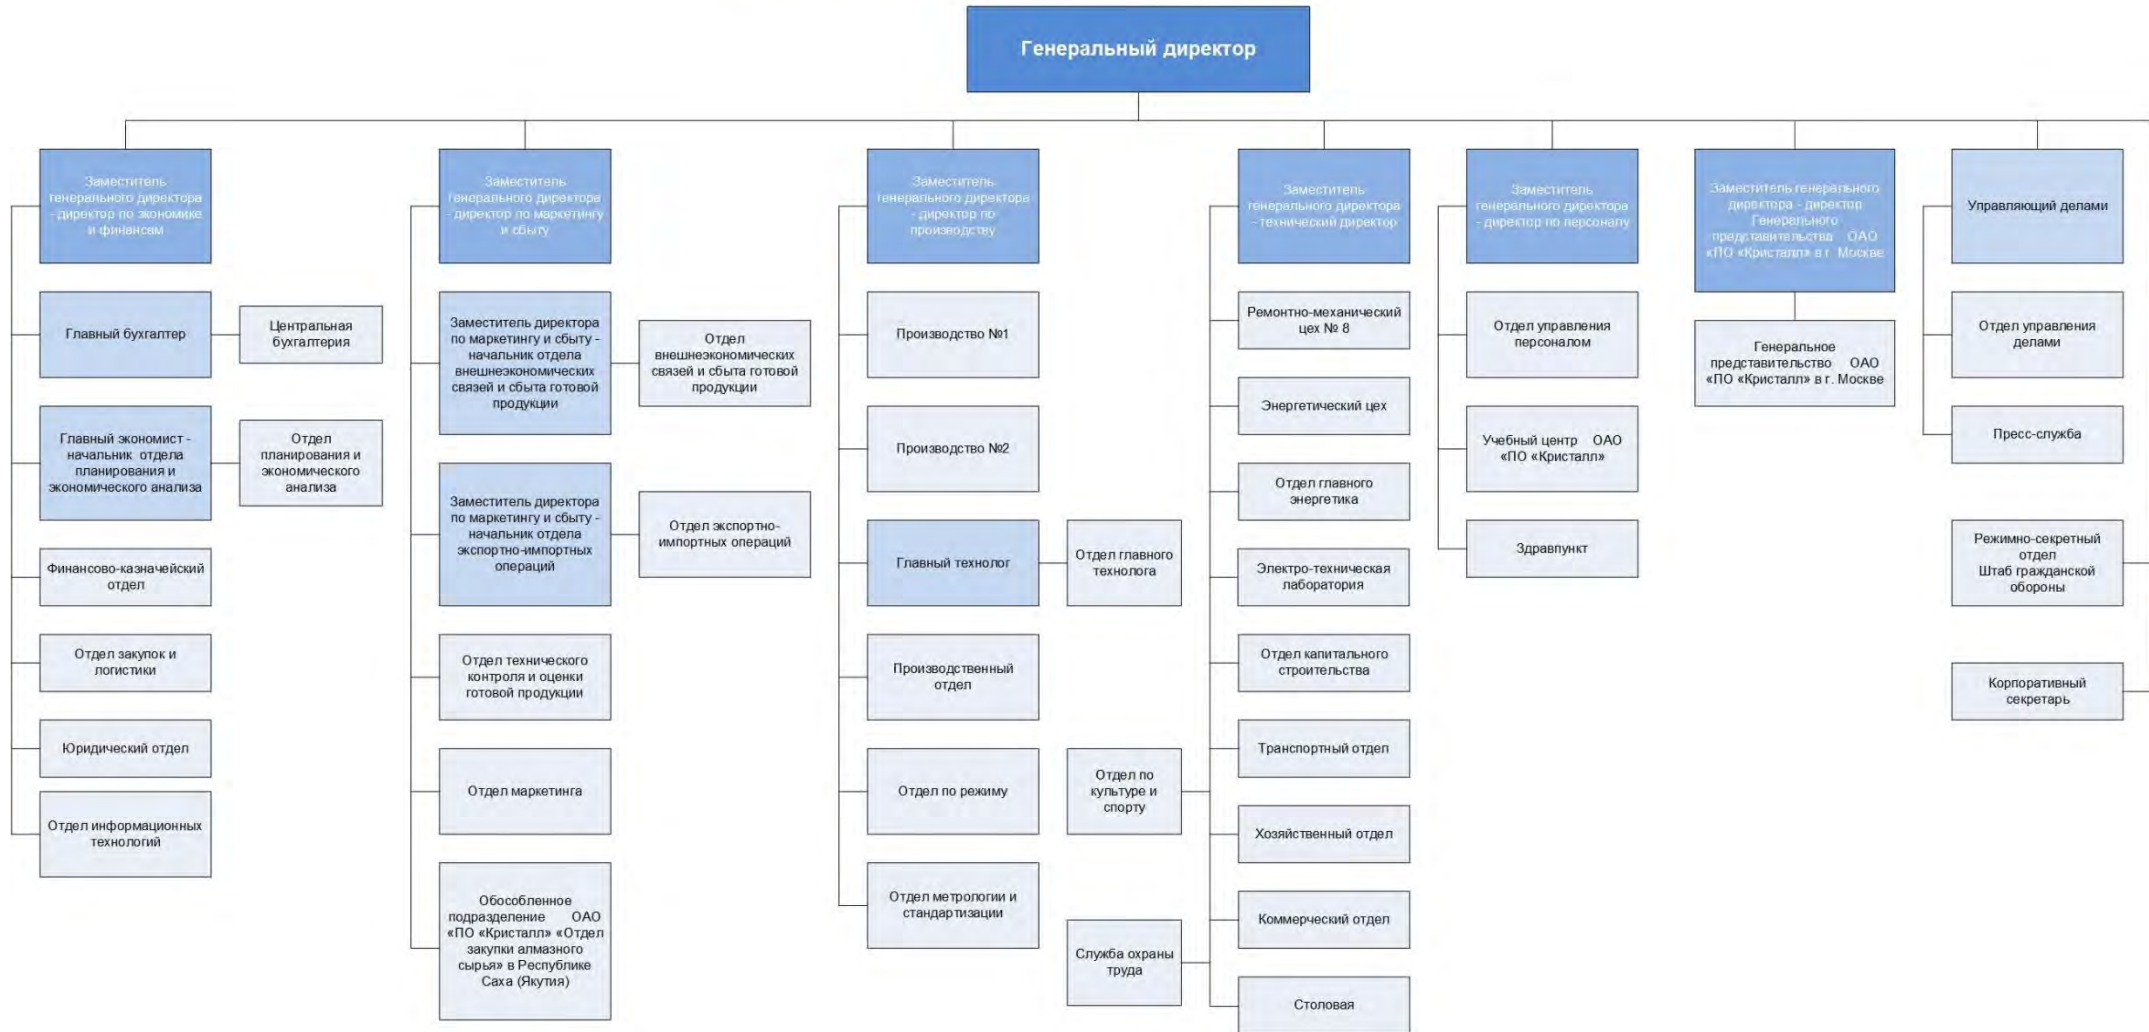 Генеральный директор
Заместитель
генерального директора
- директор по экономике
и финансам
Главный бухгалтер
Центральная
бухгалтерия
Главный экономист -
начальник отдела
планирования и
экономического анализа
Отдел
планирования и
экономического
анализа
Финансово-казначейский
отдел
Отдел закупок и
логистики
Юридический отдел
Отдел информационных
технологий
Заместитель
генерального директора
- директор по маркетингу
и сбыту
Заместитель директора
по маркетингу и сбыту -
начальник отдела
внешнеэкономических
связей и сбыта готовой
продукции
Отдел
внешнеэкономических
связей и сбыта готовой
продукции
Заместитель директора
по маркетингу и сбыту -
начальник отдела
экспортно-импортных
операций
Отдел экспортно-
импортных операций
Отдел технического
контроля и оценки
готовой продукции
Отдел маркетинга
Обособленное
подразделение ОАО
«ПО «Кристалл» «Отдел
закупки алмазного
сырья» в Республике
Саха (Якутия)
Заместитель
генерального директора
- директор по
производству
Производство №1
Производство №2
Главный технолог
Отдел главного
технолога
Производственный
отдел
Отдел по режиму
Отдел метрологии и
стандартизации
Заместитель
генерального директора
- технический директор
Ремонтно-механический
цех № 8
Энергетический цех
Отдел главного
энергетика
Электро-техническая
лаборатория
Отдел капитального
строительства
Транспортный отдел
Отдел по
культуре и
спорту
Хозяйственный отдел
Коммерческий отдел
Служба охраны
труда
Столовая
Заместитель
генерального директора
- директор по персоналу
Отдел управления
персоналом
Учебный центр ОАО
«ПО «Кристалл»
Здравпункт
Заместитель генерального
директора - директор
Генерального
представительства ОАО
«ПО «Кристалл» в г. Москве
Генеральное
представительство ОАО
«ПО «Кристалл» в г. Москве
Управляющий делами
Отдел управления
делами
Пресс-служба
Режимно-секретный
отдел
Штаб гражданской
обороны
Корпоративный
секретарь